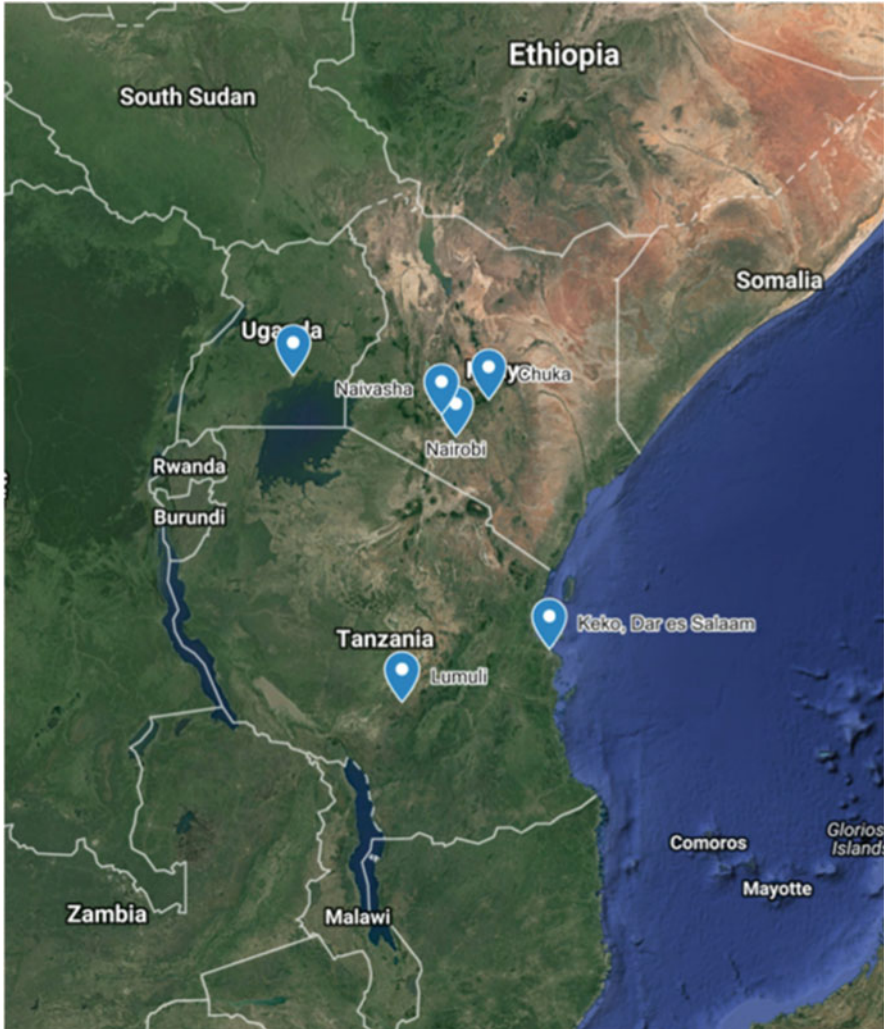 Ethiopia
South Sudan
Somalia
Naivasha
Chuka
Nairobi
Rwanda
Burundi
Keko, Dar es Salaam
Tanzania
Lumuli
Comoros
Mayotte
Zambia
Malawi